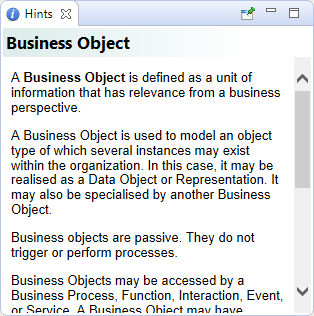 Hints
Business Object
A Business Object is defined as a unit of
information that has relevance from a business
perspective.
A Business Object is used to model an object
type of which several instances may exist
within the organization. In this case, it may be
realised as a Data Object or Representation. It
may also be specialised by another Business
Object.
Business objects are passive. They do not
trigger or perform processes.
Business Objects may be accessed by a
Business Process, Function, Interaction, Event,
or Service. A Business Object may have